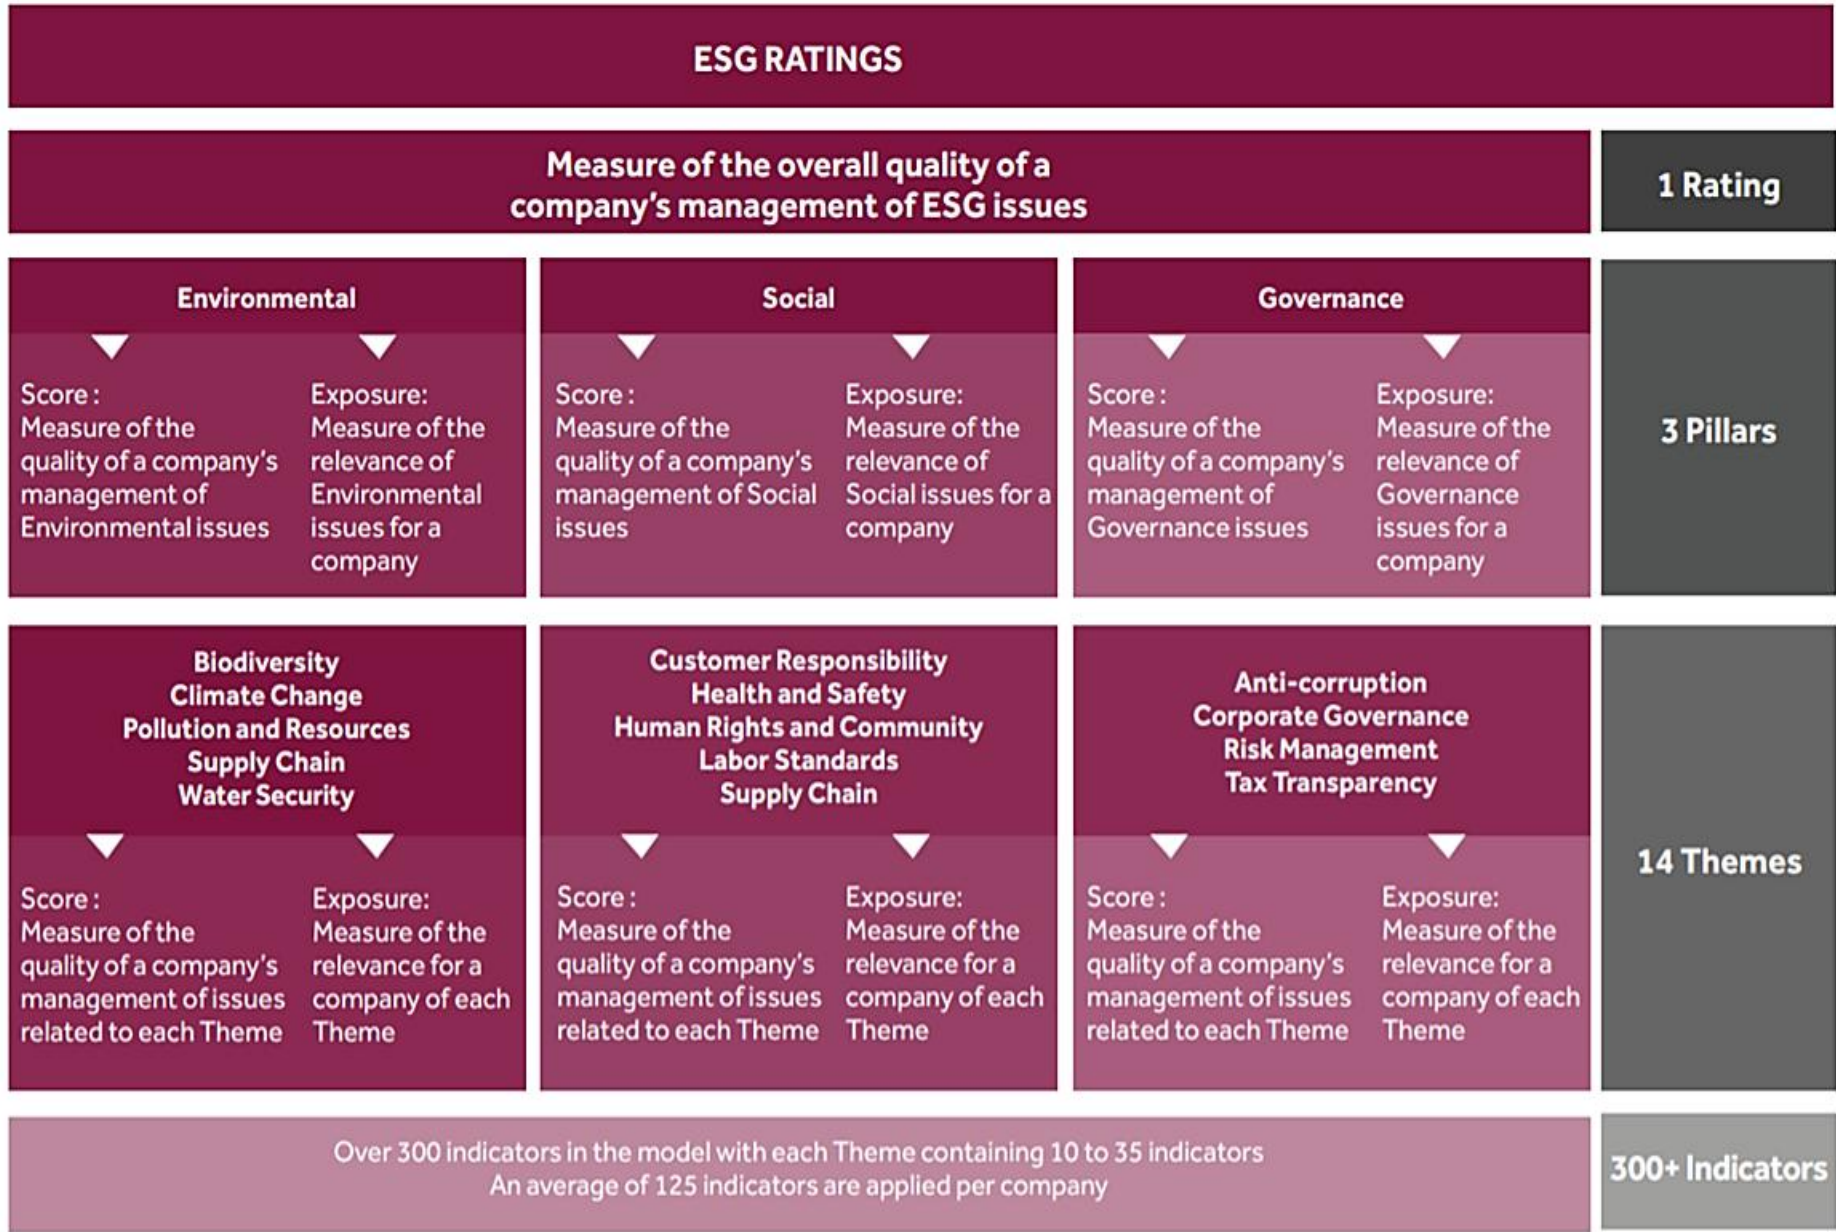 ESG RATINGS
Measure of the overall quality of a
company's management of ESG issues
1 Rating
Environmental
Score :
Measure of the
quality of a company's
management of
Environmental issues
Exposure:
Measure of the
relevance of
Environmental
issues for a
company
Social
Score :
Measure of the
quality of a company's
management of Social
issues
Exposure:
Measure of the
relevance of
Social issues for a
company
Governance
Score :
Measure of the
quality of a company's
management of
Governance issues
Exposure:
Measure of the
relevance of
Governance
issues for a
company
3 Pillars
Biodiversity
Climate Change
Pollution and Resources
Supply Chain
Water Security
Score :
Measure of the
quality of a company's
management of issues
related to each Theme
Exposure:
Measure of the
relevance for a
company of each
Theme
Customer Responsibility
Health and Safety
Human Rights and Community
Labor Standards
Supply Chain
Score :
Measure of the
quality of a company's
management of issues
related to each Theme
Exposure:
Measure of the
relevance for a
company of each
Theme
Anti-corruption
Corporate Governance
Risk Management
Tax Transparency
Score :
Measure of the
quality of a company's
management of issues
related to each Theme
Exposure:
Measure of the
relevance for a
company of each
Theme
14 Themes
Over 300 indicators in the model with each Theme containing 10 to 35 indicators
An average of 125 indicators are applied per company
300+ Indicators